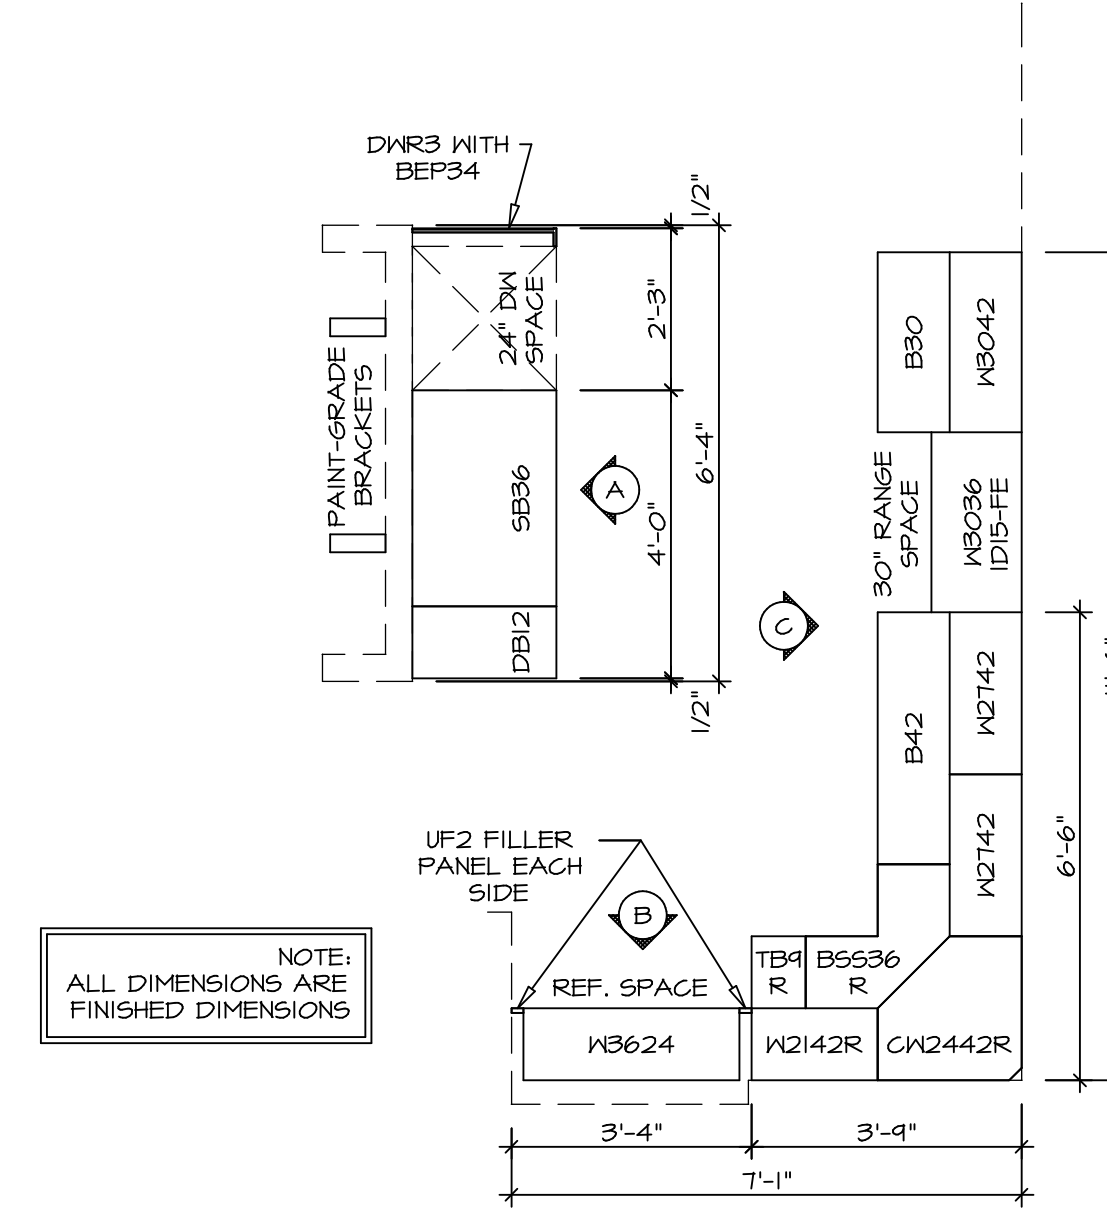 DWR3 WITH
BEP34
1/2"
24" DW
SPACE
2'-3"
PAINT-GRADE
BRACKETS
SB36
A
6'-4"
4'-0"
DB12
1/2"
B30
W3042
30" RANGE
SPACE
W3036
1D15-FE
C
B42
W2742
W2742
6'-6"
UF2 FILLER
PANEL EACH
SIDE
B
NOTE:
ALL DIMENSIONS ARE
FINISHED DIMENSIONS
REF. SPACE
TB9
R
BSS36
R
W3624
W2142R
CW2442R
3'-4"
3'-9"
7'-1"